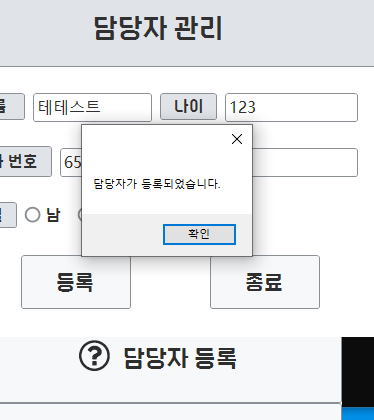 담당자 관리
테테스트
나이
123
번호
65
담당자가 등록되었습니다.
확인
남
등록
종료
담당자 등록